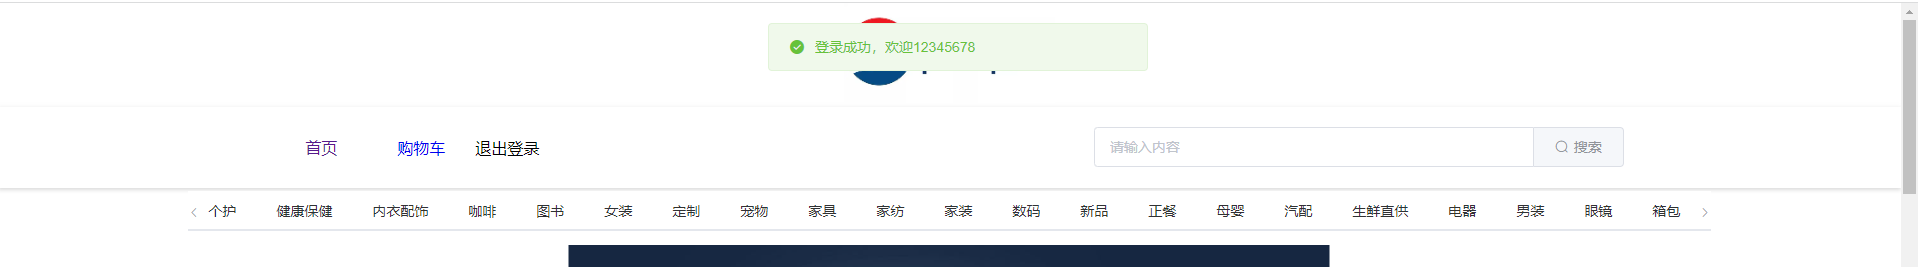 登录成功，欢迎12345678
首页 购物车 退出登录 请输入内容 搜索
个护 健康保健 内衣配饰 咖啡 图书 女装 定制 宠物 家具 家纺 家装 数码 新品 正餐 母婴 汽配 生鲜直供 电器 男装 眼镜 箱包